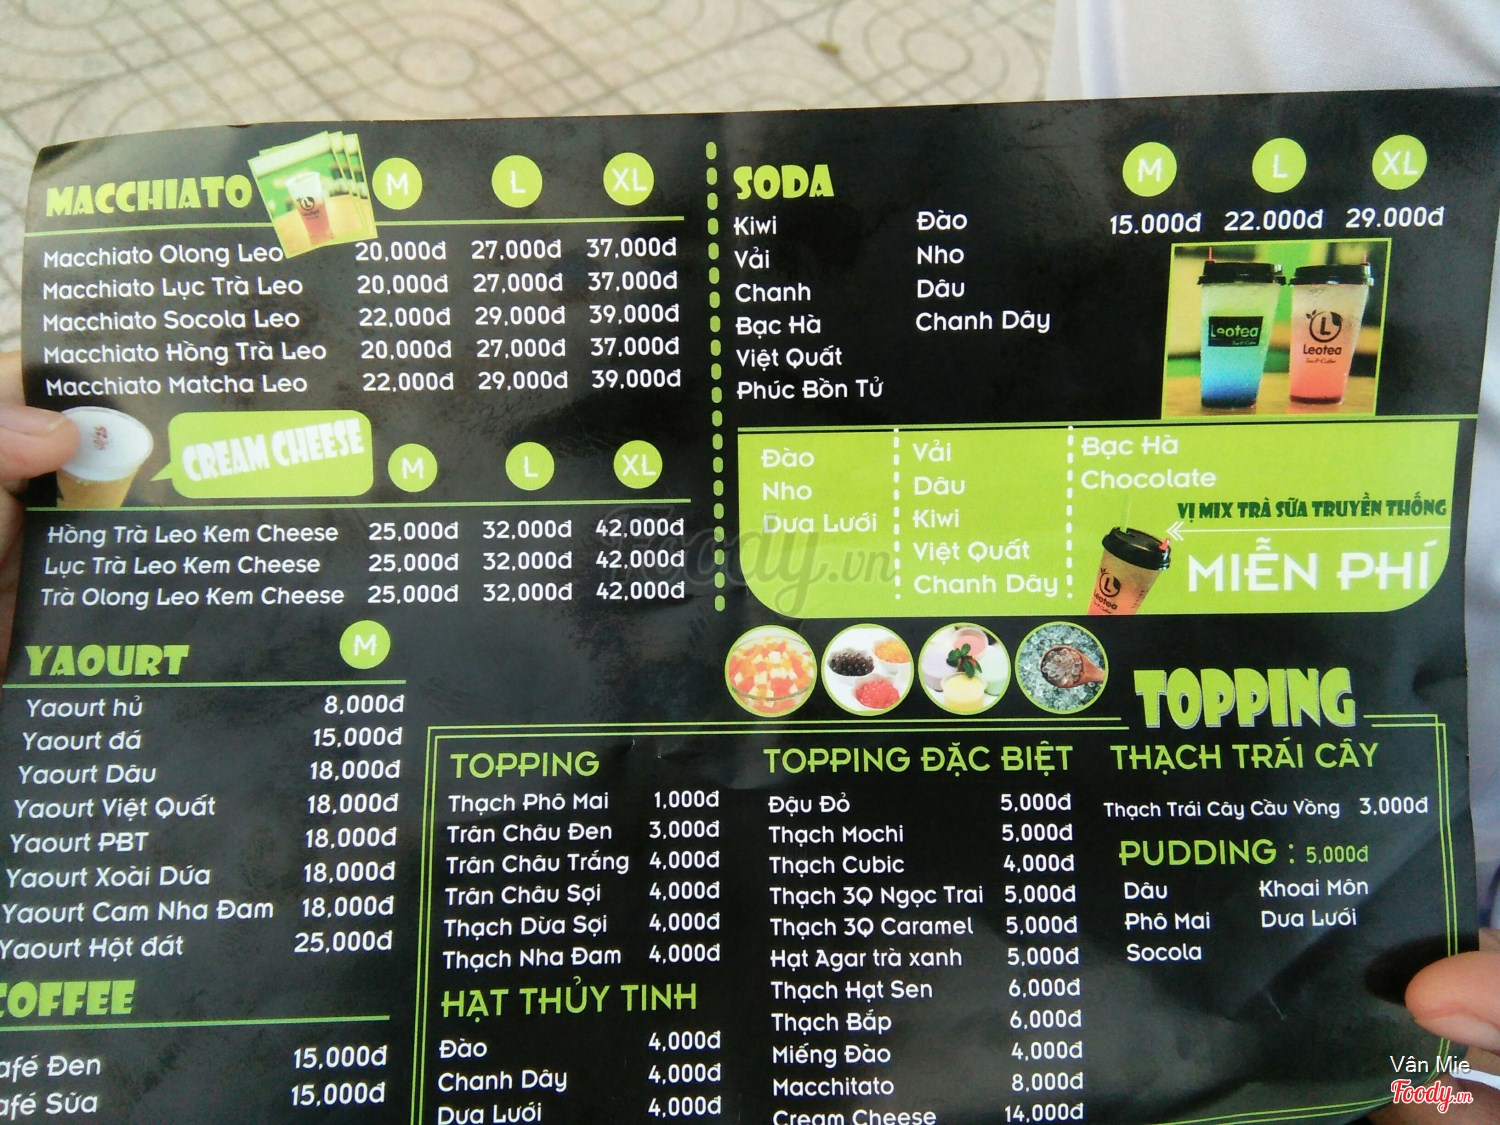 MACCHIATO M L XL
Macchiato Olong Leo 20,000đ 27,000đ 37,000đ
Macchiato Lục Trà Leo 20,000đ 27,000đ 37,000đ
Macchiato Socola Leo 22,000đ 29,000đ 39,000đ
Macchiato Hồng Trà Leo 20,000đ 27,000đ 37,000đ
Macchiato Matcha Leo 22,000đ 29,000đ 39,000đ
CREAM CHEESE M L XL
Hồng Trà Leo Kem Cheese 25,000đ 32,000đ 42,000đ
Lục Trà Leo Kem Cheese 25,000đ 32,000đ 42,000đ
Trà Olong Leo Kem Cheese 25,000đ 32,000đ 42,000đ
YAOURT M
Yaourt hủ 8,000đ
Yaourt đá 15,000đ
Yaourt Dâu 18,000đ
Yaourt Việt Quất 18,000đ
Yaourt PBT 18,000đ
Yaourt Xoài Dứa 18,000đ
Yaourt Cam Nha Đam 18,000đ
Yaourt Hột đát 25,000đ
COFFEE
afé Đen 15,000đ
afé Sữa 15,000đ
SODA M L XL
15.000đ 22.000đ 29.000đ
Kiwi Đào
Vải Nho
Chanh Dâu
Bạc Hà Chanh Dây
Việt Quất
Phúc Bồn Tử
Leotea
Leotea
Tea & Coffee
Đào
Nho
Dưa Lưới
Vải
Dâu
Kiwi
Việt Quất
Chanh Dây
Bạc Hà
Chocolate
VỊ MIX TRÀ SỮA TRUYỀN THỐNG
MIỄN PHÍ
Leotea
TOPPING
TOPPING
Thạch Phô Mai 1,000đ
Trân Châu Đen 3,000đ
Trân Châu Trắng 4,000đ
Trân Châu Sợi 4,000đ
Thạch Dừa Sợi 4,000đ
Thạch Nha Đam 4,000đ
HẠT THỦY TINH
Đào 4,000đ
Chanh Dây 4,000đ
Dưa Lưới 4,000đ
TOPPING ĐẶC BIỆT
Đậu Đỏ 5,000đ
Thạch Mochi 5,000đ
Thạch Cubic 4,000đ
Thạch 3Q Ngọc Trai 5,000đ
Thạch 3Q Caramel 5,000đ
Hạt Agar trà xanh 5,000đ
Thạch Hạt Sen 6,000đ
Thạch Bắp 6,000đ
Miếng Đào 4,000đ
Macchitato 8,000đ
Cream Cheese 14,000đ
THẠCH TRÁI CÂY
Thạch Trái Cây Cầu Vồng 3,000đ
PUDDING : 5,000đ
Dâu Khoai Môn
Phô Mai Dưa Lưới
Socola
Foody.vn
Vân Mie
Foody.vn